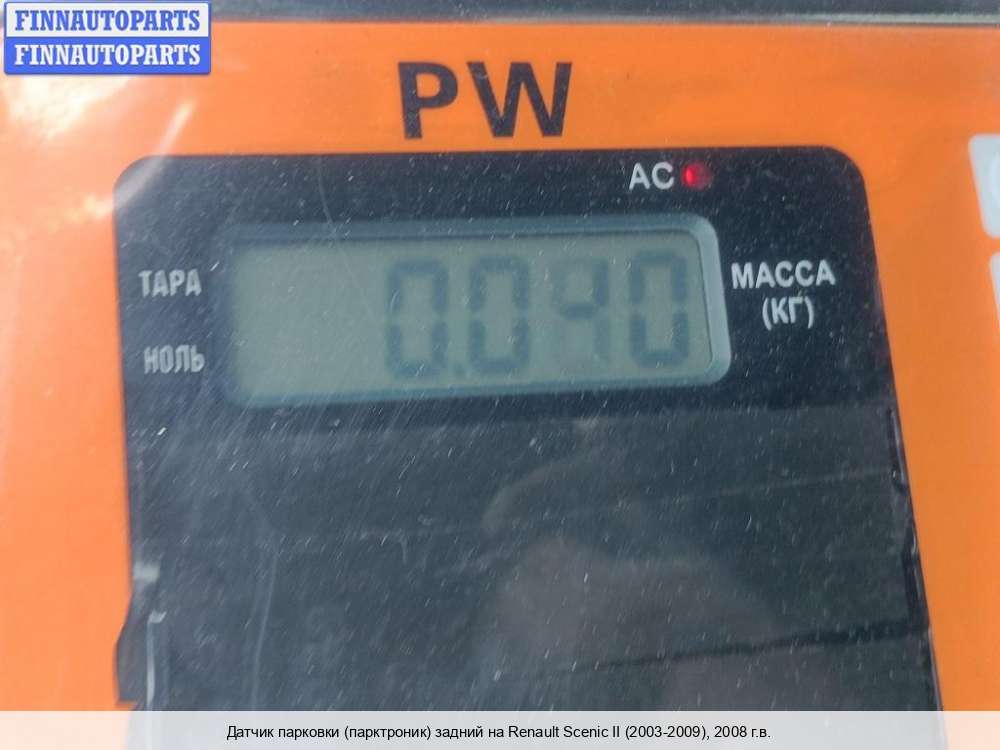 FINNAUTOPARTS
FINNAUTOPARTS
PW
AC
ТАРА
0.040
МАССА
(КГ)
НОЛЬ
Датчик парковки (парктроник) задний на Renault Scenic II (2003-2009), 2008 г.в.